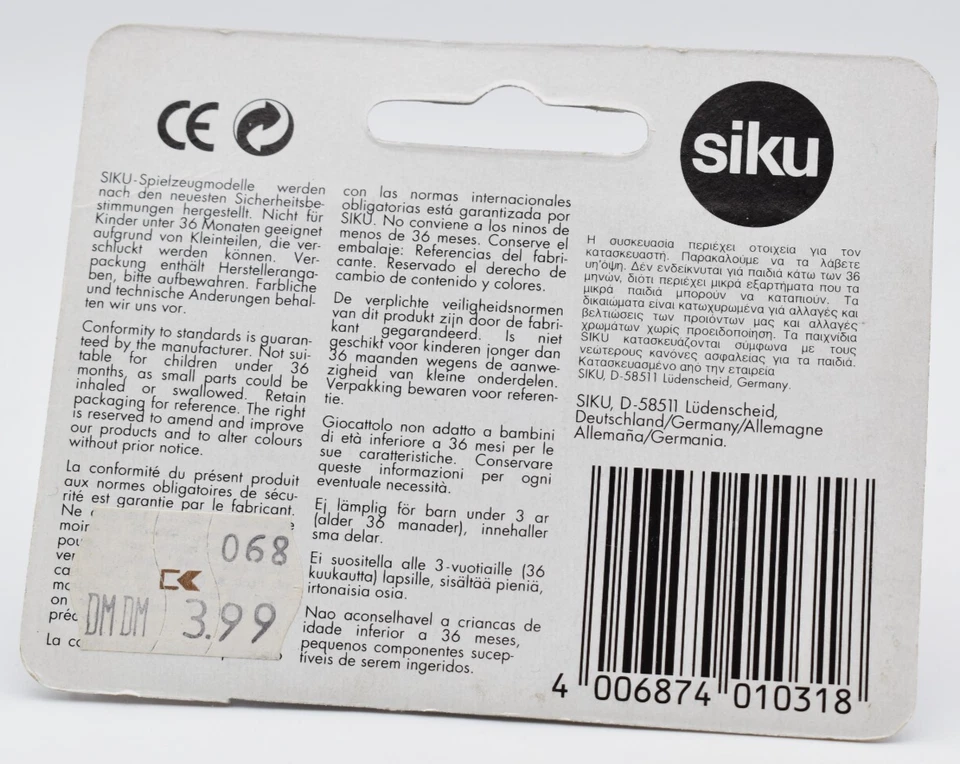 CE
siku
SIKU-Spielzeugmodelle werden
nach den neuesten Sicherheitsbe-
stimmungen hergestellt. Nicht für
Kinder unter 36 Monaten geeignet
aufgrund von Kleinteilen, die ver-
schluckt werden können. Ver-
packung enthält Herstelleranga-
ben, bitte aufbewahren. Farbliche
und technische Änderungen behal-
ten wir uns vor.
Conformity to standards is guaran-
teed by the manufacturer. Not sui-
table for children under 36
months, as small parts could be
inhaled or swallowed. Retain
packaging for reference. The right
is reserved to amend and improve
our products and to alter colours
without prior notice.
La conformité du présent produit
aux normes obligatoires de sécu-
rité est garantie par le fabricant.
Ne
068
DM DM 3.99
La
con las normas internacionales
obligatorias está garantizada por
SIKU. No conviene a los ninos de
menos de 36 meses. Conserve el
embalaje: Referencias del fabri-
cante. Reservado el derecho de
cambio de contenido y colores.
De verplichte veiligheidsnormen
van dit produkt zijn door de fabri-
kant gegarandeerd. Is niet
geschikt voor kinderen jonger dan
36 maanden wegens de aanwe-
zigheid van kleine onderdelen.
Verpakking bewaren voor referen-
tie.
Giocattolo non adatto a bambini
di età inferiore a 36 mesi per le
sue caratteristiche. Conservare
queste informazioni per ogni
eventuale necessità.
Ej lämplig för barn under 3 ar
(alder 36 manader), innehaller
sma delar.
Ei suositella alle 3-vuotiaille (36
kuukautta) lapsille, sisältää pieniä,
irtonaisia osia.
Nao aconselhavel a criancas de
idade inferior a 36 meses,
pequenos componentes sucep-
tíveis de serem ingeridos.
Η συσκευασία περιέχει στοιχεία για τον
κατασκευαστή. Παρακαλούμε να τα λάβετε
υπ'όψη. Δεν ενδείκνυται για παιδιά κάτω των 36
μηνών, διότι περιέχει μικρά εξαρτήματα που τα
μικρά παιδιά μπορούν να καταπιούν. Τα
δικαιώματα είναι κατωχυρωμένα για αλλαγές και
βελτιώσεις των προιόντων μας και αλλαγές
χρωμάτων χωρίς προειδοποίηση. Τα παιχνίδια
SIKU κατασκευάζονται σύμφωνα με τους
νεώτερους κανόνες ασφαλείας για τα παιδιά.
Κατασκευασμένο από την εταιρεία
SIKU, D-58511 Lüdenscheid, Germany.
SIKU, D-58511 Lüdenscheid,
Deutschland/Germany/Allemagne
Allemaña/Germania.
4 006874 010318